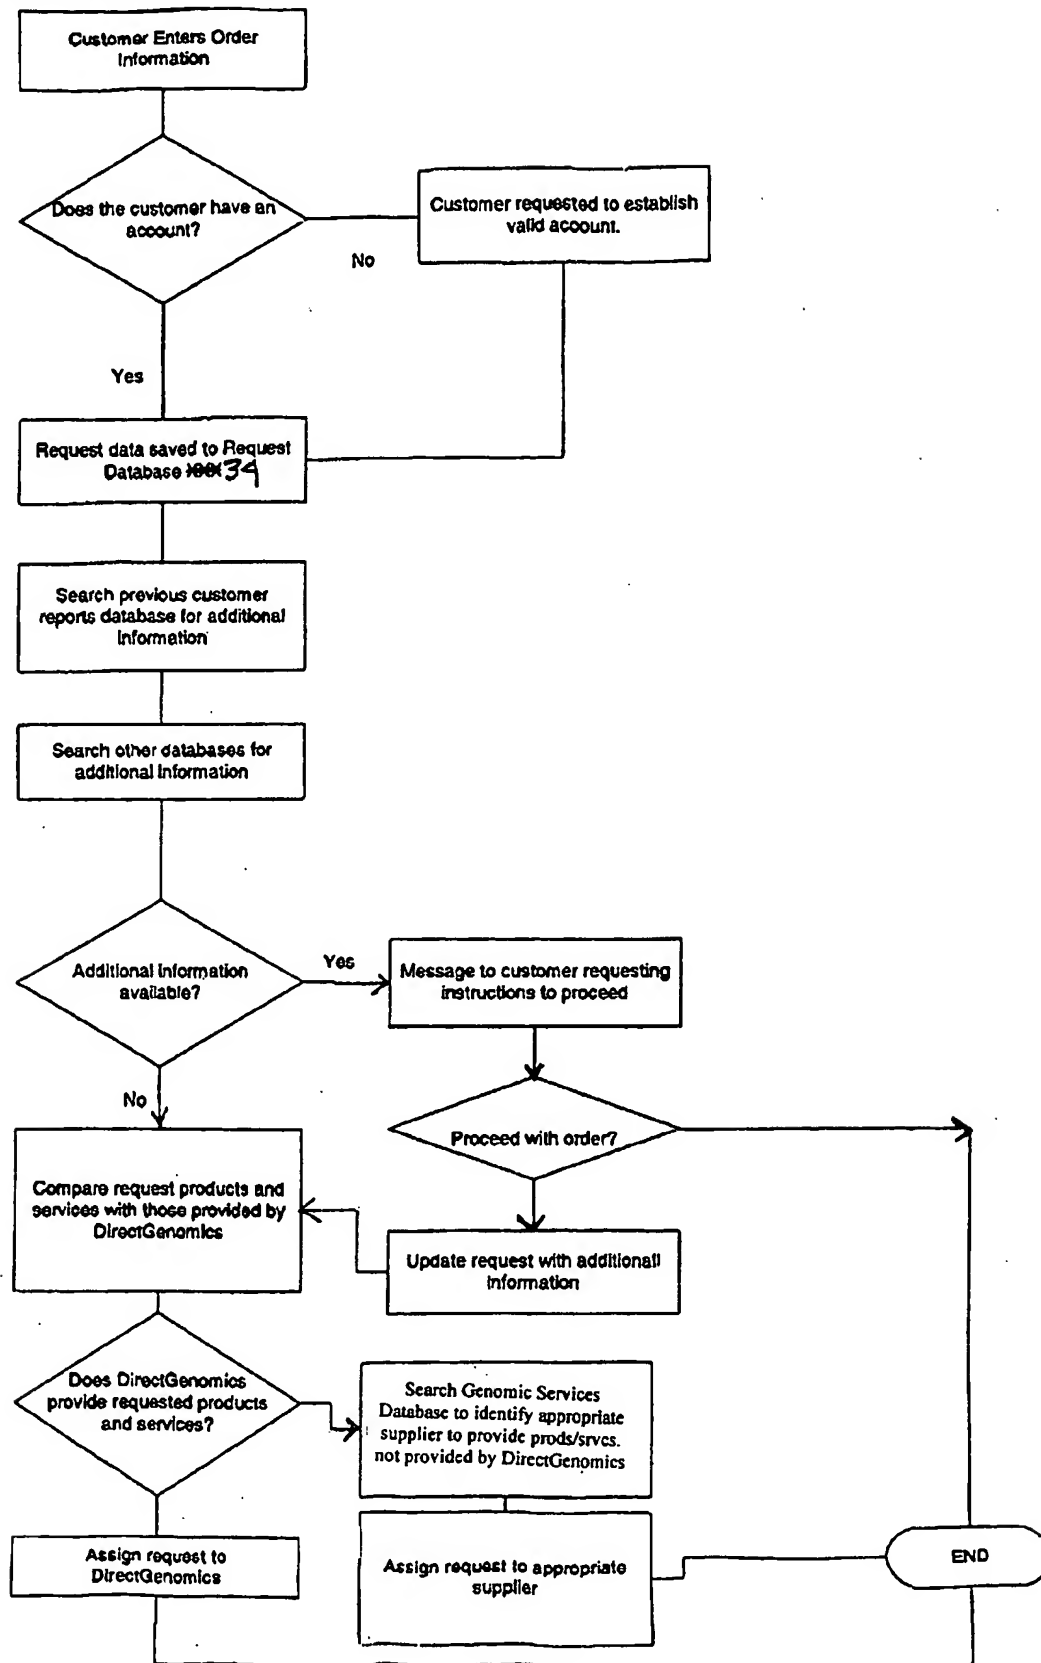 Customer Enters Order
Information
Does the customer have an
account?
Customer requested to establish
valid account.
No
Yes
Request data saved to Request
Database 34
Search previous customer
reports database for additional
Information
Search other databases for
additional Information
Additional Information
available?
Yes
Message to customer requesting
instructions to proceed
No
Proceed with order?
Compare request products and
services with those provided by
DirectGenomics
Update request with additionall
Information
Does DirectGenomics
provide requested products
and services?
Search Genomic Services
Database to identify appropriate
supplier to provide prods/srvcs.
not provided by DirectGenomics
Assign request to
DirectGenomics
Assign request to appropriate
supplier
END